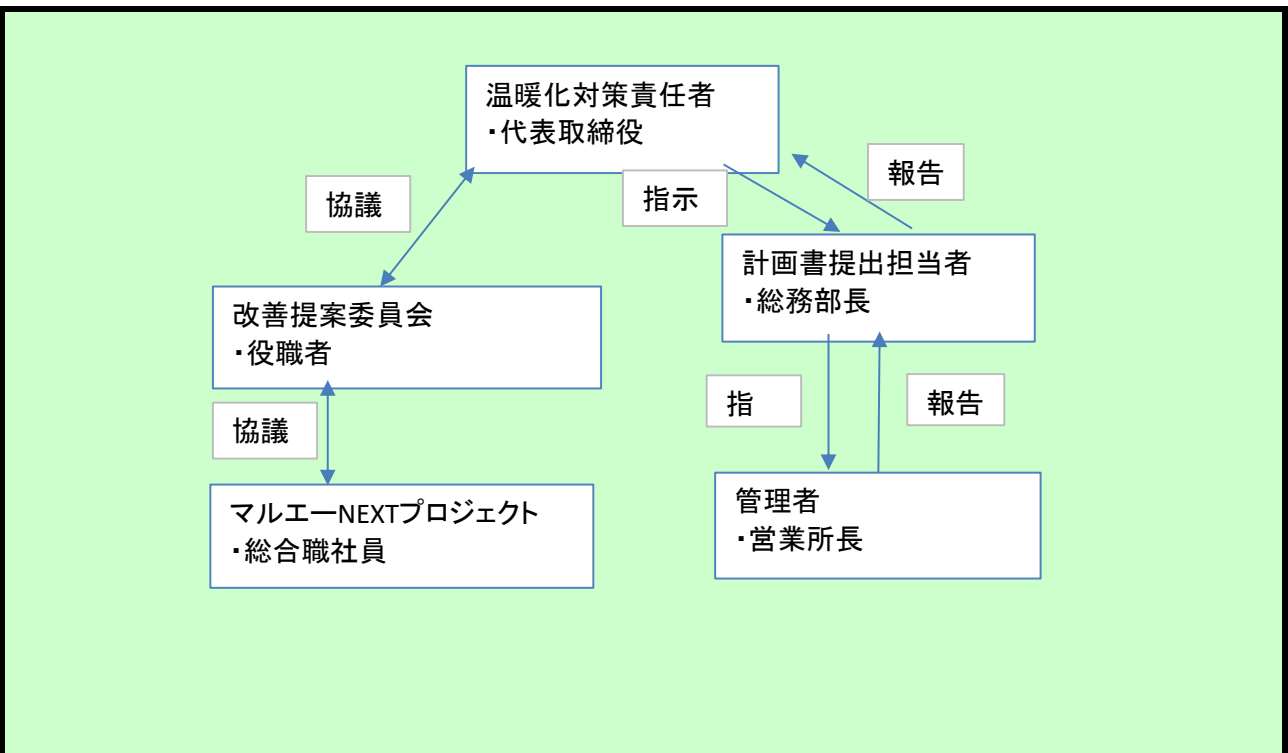 温暖化対策責任者
・代表取締役
協議
指示
報告
計画書提出担当者
・総務部長
改善提案委員会
・役職者
協議
指
報告
マルエーNEXTプロジェクト
・総合職社員
管理者
・営業所長